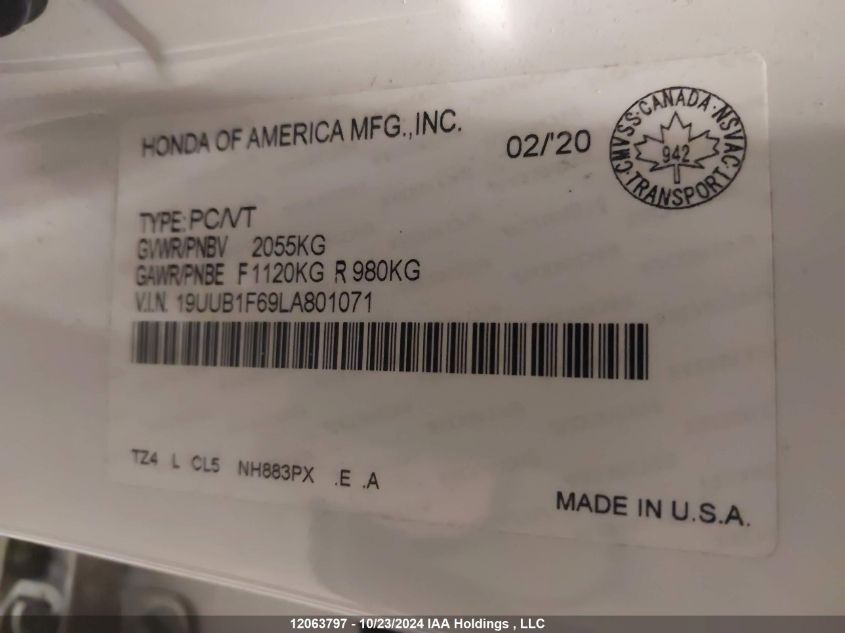 HONDA OF AMERICA MFG.,INC.
02/'20
CMVSS·CANADA·NSVAC·TRANSPORT
942
TYPE: PC/VT
GVWR/PNBV 2055KG
GAWR/PNBE F 1120KG R 980KG
V.I.N. 19UUB1F69LA801071
TZ4 L CL5 NH883PX .E .A
MADE IN U.S.A.
12063797 - 10/23/2024 IAA Holdings , LLC